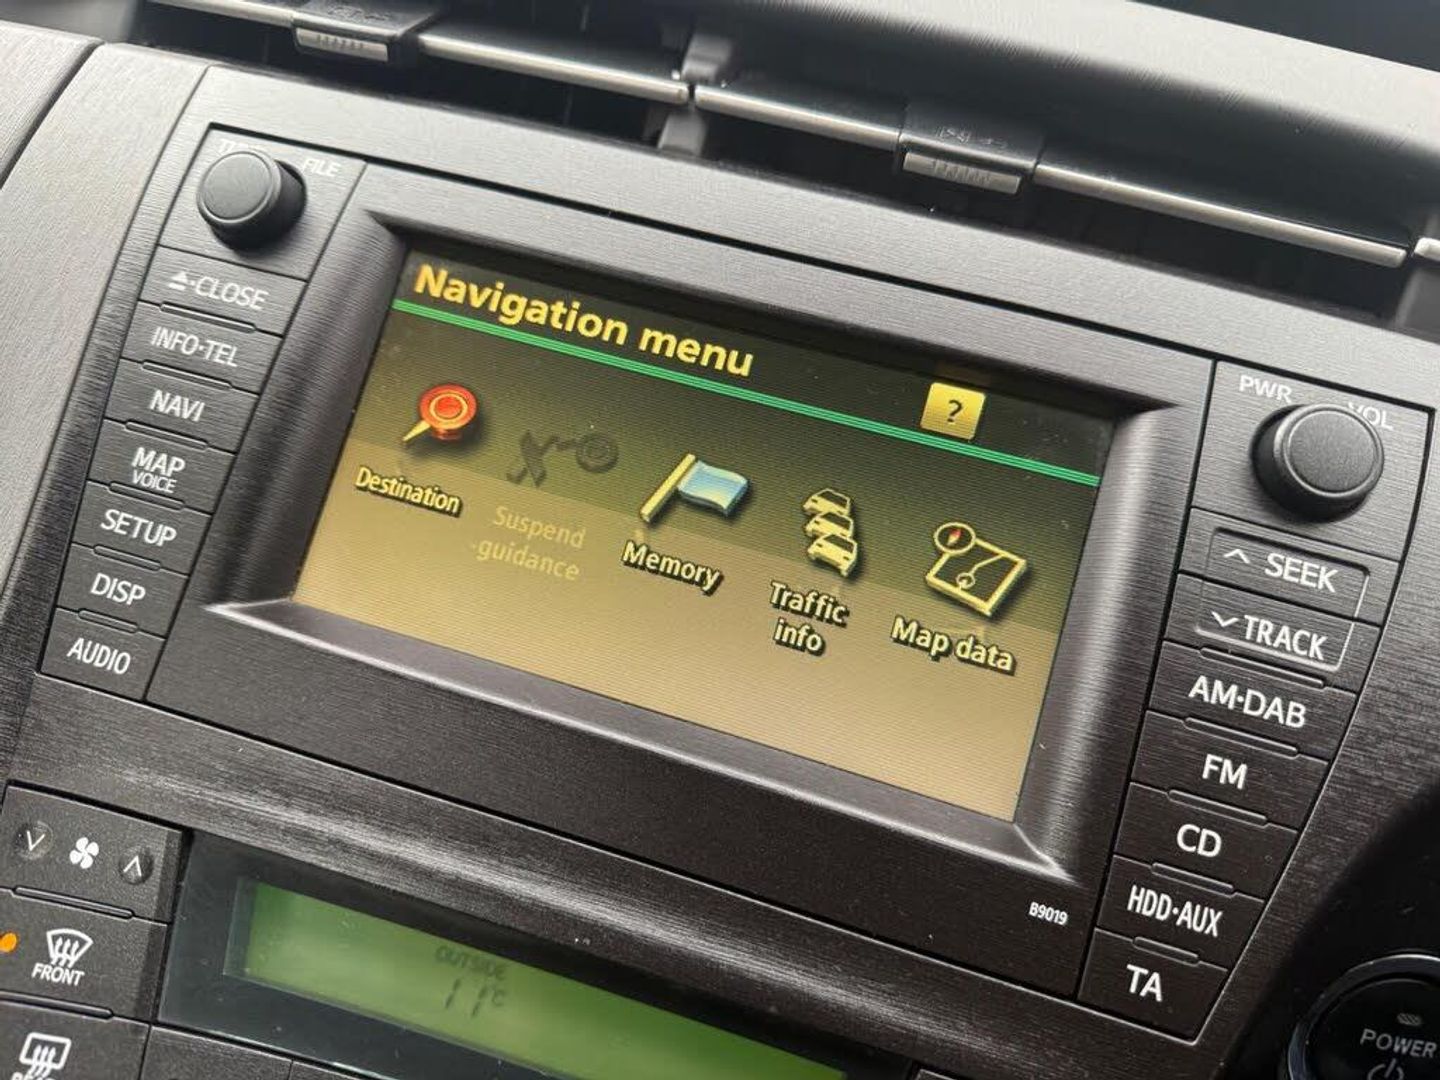 FILE
PWR
VOL
▲·CLOSE
INFO·TEL
NAVI
MAP
VOICE
SETUP
DISP
AUDIO
Navigation menu
?
Destination
Suspend
guidance
Memory
Traffic
info
Map data
SEEK
TRACK
AM·DAB
FM
CD
HDD·AUX
TA
B9019
FRONT
OUTSIDE
11°C
POWER